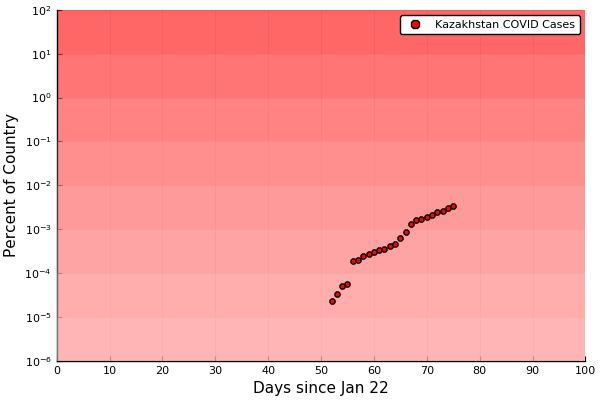 Kazakhstan COVID Cases
Percent of Country
10²
10¹
10⁰
10⁻¹
10⁻²
10⁻³
10⁻⁴
10⁻⁵
10⁻⁶
0 10 20 30 40 50 60 70 80 90 100
Days since Jan 22